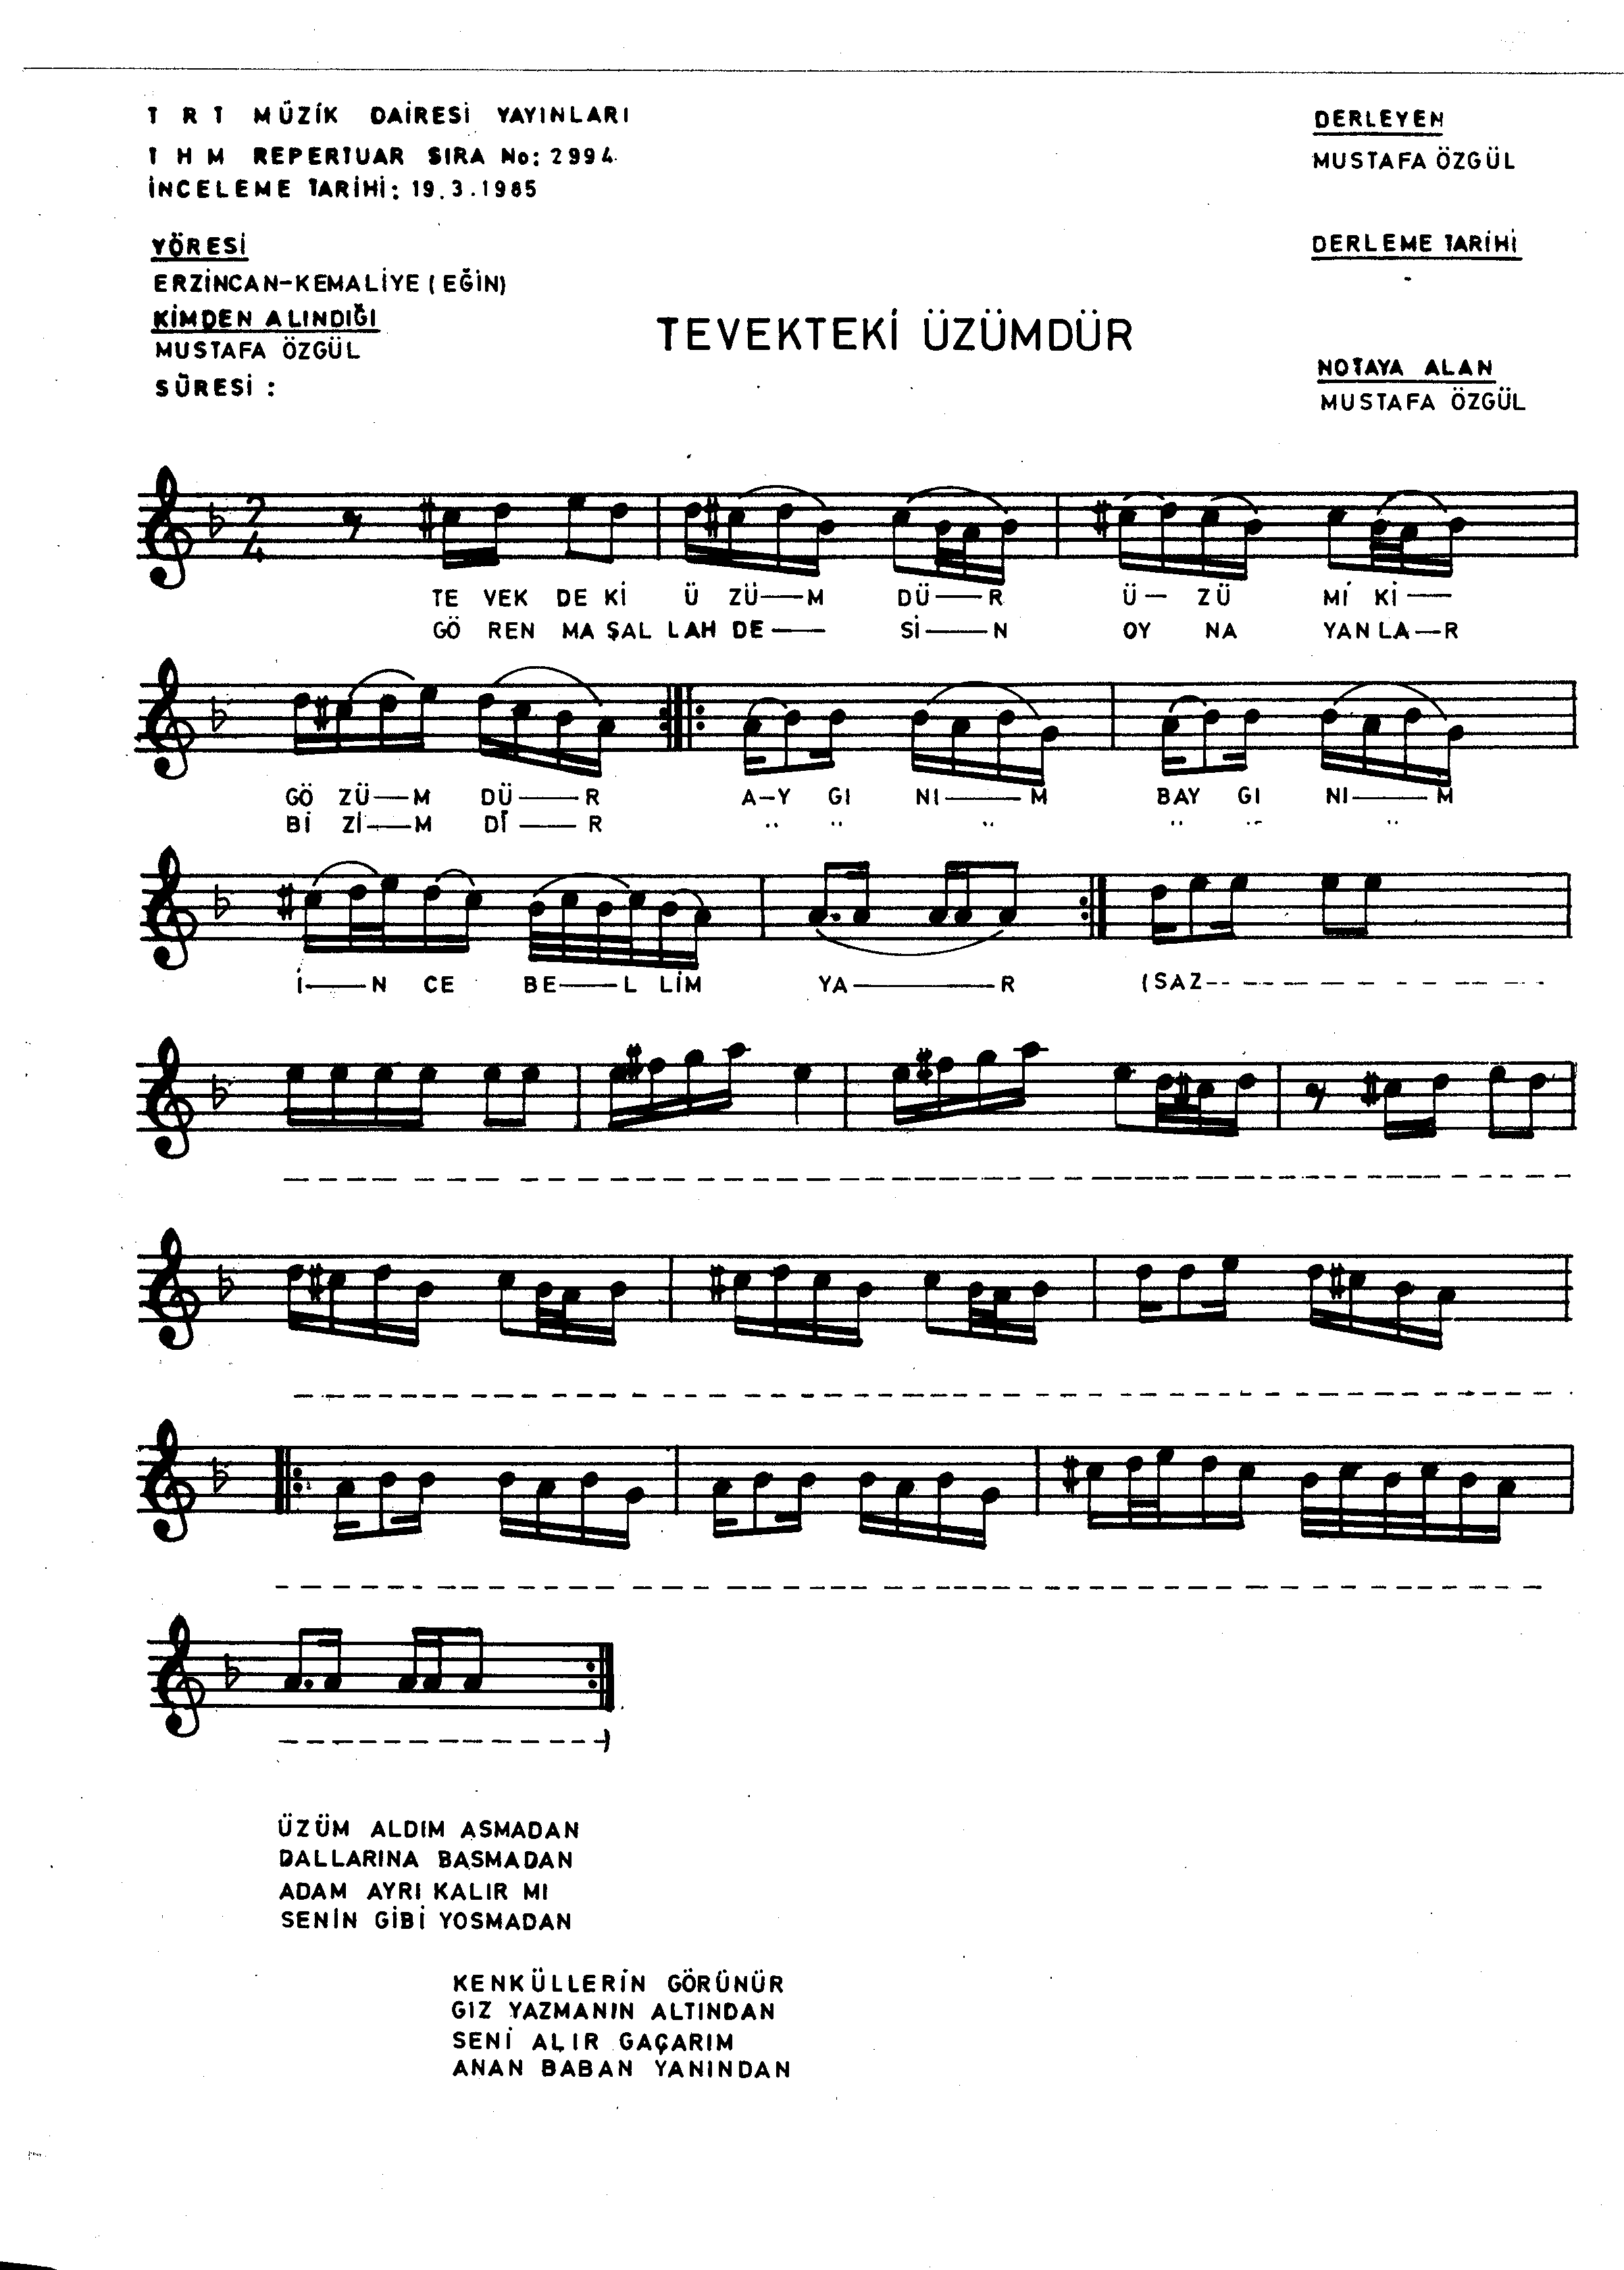 T R T MÜZİK DAİRESİ YAYINLARI
T H M REPERTUAR SIRA No: 2994
İNCELEME TARİHİ: 19.3.1985
DERLEYEN
MUSTAFA ÖZGÜL
YÖRESİ
ERZİNCAN-KEMALİYE (EĞİN)
DERLEME TARİHİ
-
KİMDEN ALINDIĞI
MUSTAFA ÖZGÜL
SÜRESİ :
TEVEKTEKİ ÜZÜMDÜR
NOTAYA ALAN
MUSTAFA ÖZGÜL
2
4
TE VEK DE Kİ Ü ZÜ——M DÜ——R Ü— ZÜ Mİ Kİ——
GÖ REN MA ŞAL LAH DE—— Sİ——N OY NA YAN LA—R
GÖ ZÜ——M DÜ——R A—Y GI NI——M BAY GI NI——M
Bİ Zİ——M Dİ——R " " " " " "
İ——N CE BE——L LİM YA————R (SAZ-----------
------------------------------
------------------------------
------------------------------
------------)
ÜZÜM ALDIM ASMADAN
DALLARINA BASMADAN
ADAM AYRI KALIR MI
SENİN GİBİ YOSMADAN
KENKÜLLERİN GÖRÜNÜR
GIZ YAZMANIN ALTINDAN
SENİ ALIR GAÇARIM
ANAN BABAN YANINDAN